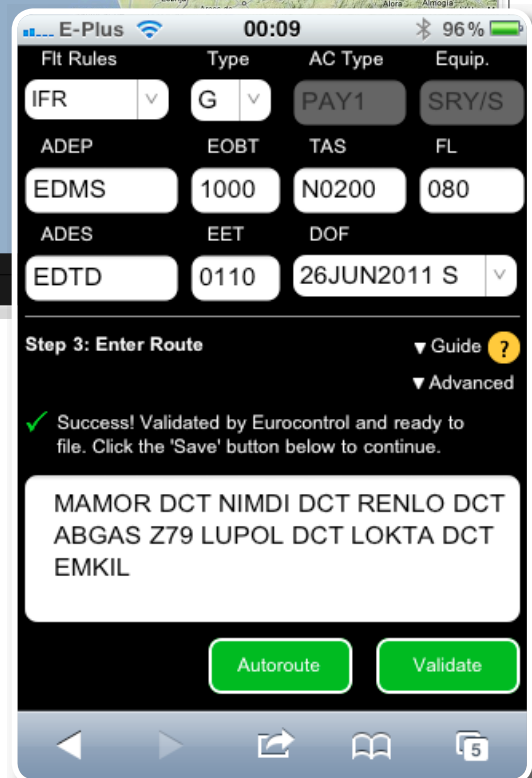 Alora
Almogia
E-Plus 00:09 96%
Flt Rules Type AC Type Equip.
IFR G PAY1 SRY/S
ADEP EOBT TAS FL
EDMS 1000 N0200 080
ADES EET DOF
EDTD 0110 26JUN2011 S
Step 3: Enter Route ▼ Guide ?
▼ Advanced
✓ Success! Validated by Eurocontrol and ready to
file. Click the 'Save' button below to continue.
MAMOR DCT NIMDI DCT RENLO DCT
ABGAS Z79 LUPOL DCT LOKTA DCT
EMKIL
Autoroute Validate
5